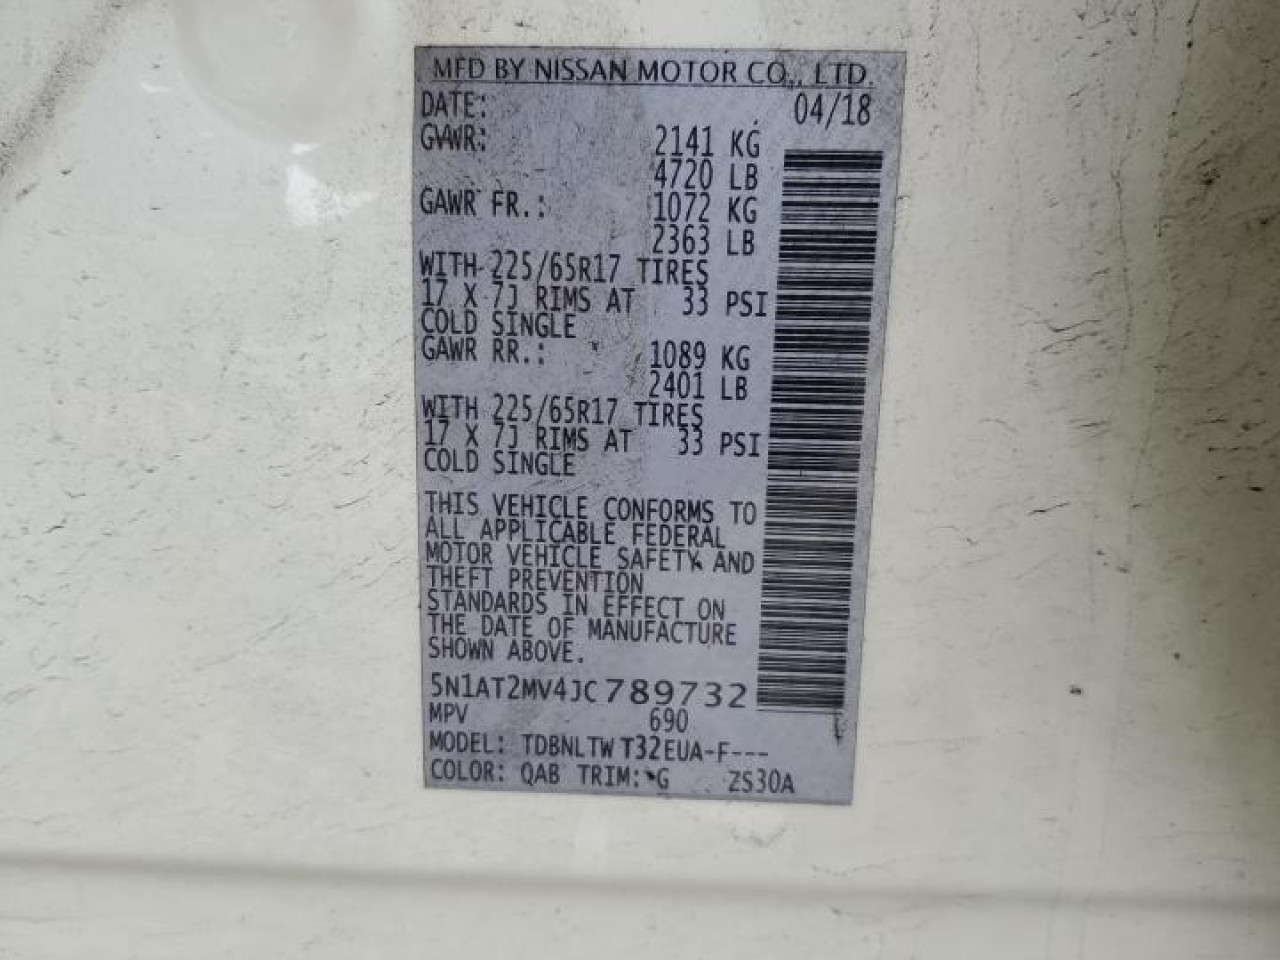 MFD BY NISSAN MOTOR CO., LTD.
DATE: 04/18
GVWR: 2141 KG
4720 LB
GAWR FR.: 1072 KG
2363 LB
WITH 225/65R17 TIRES
17 X 7J RIMS AT 33 PSI
COLD SINGLE
GAWR RR.: 1089 KG
2401 LB
WITH 225/65R17 TIRES
17 X 7J RIMS AT 33 PSI
COLD SINGLE
THIS VEHICLE CONFORMS TO
ALL APPLICABLE FEDERAL
MOTOR VEHICLE SAFETY AND
THEFT PREVENTION
STANDARDS IN EFFECT ON
THE DATE OF MANUFACTURE
SHOWN ABOVE.
5N1AT2MV4JC789732
MPV 690
MODEL: TDBNLTWT32EUA-F---
COLOR: QAB TRIM: G 2S30A